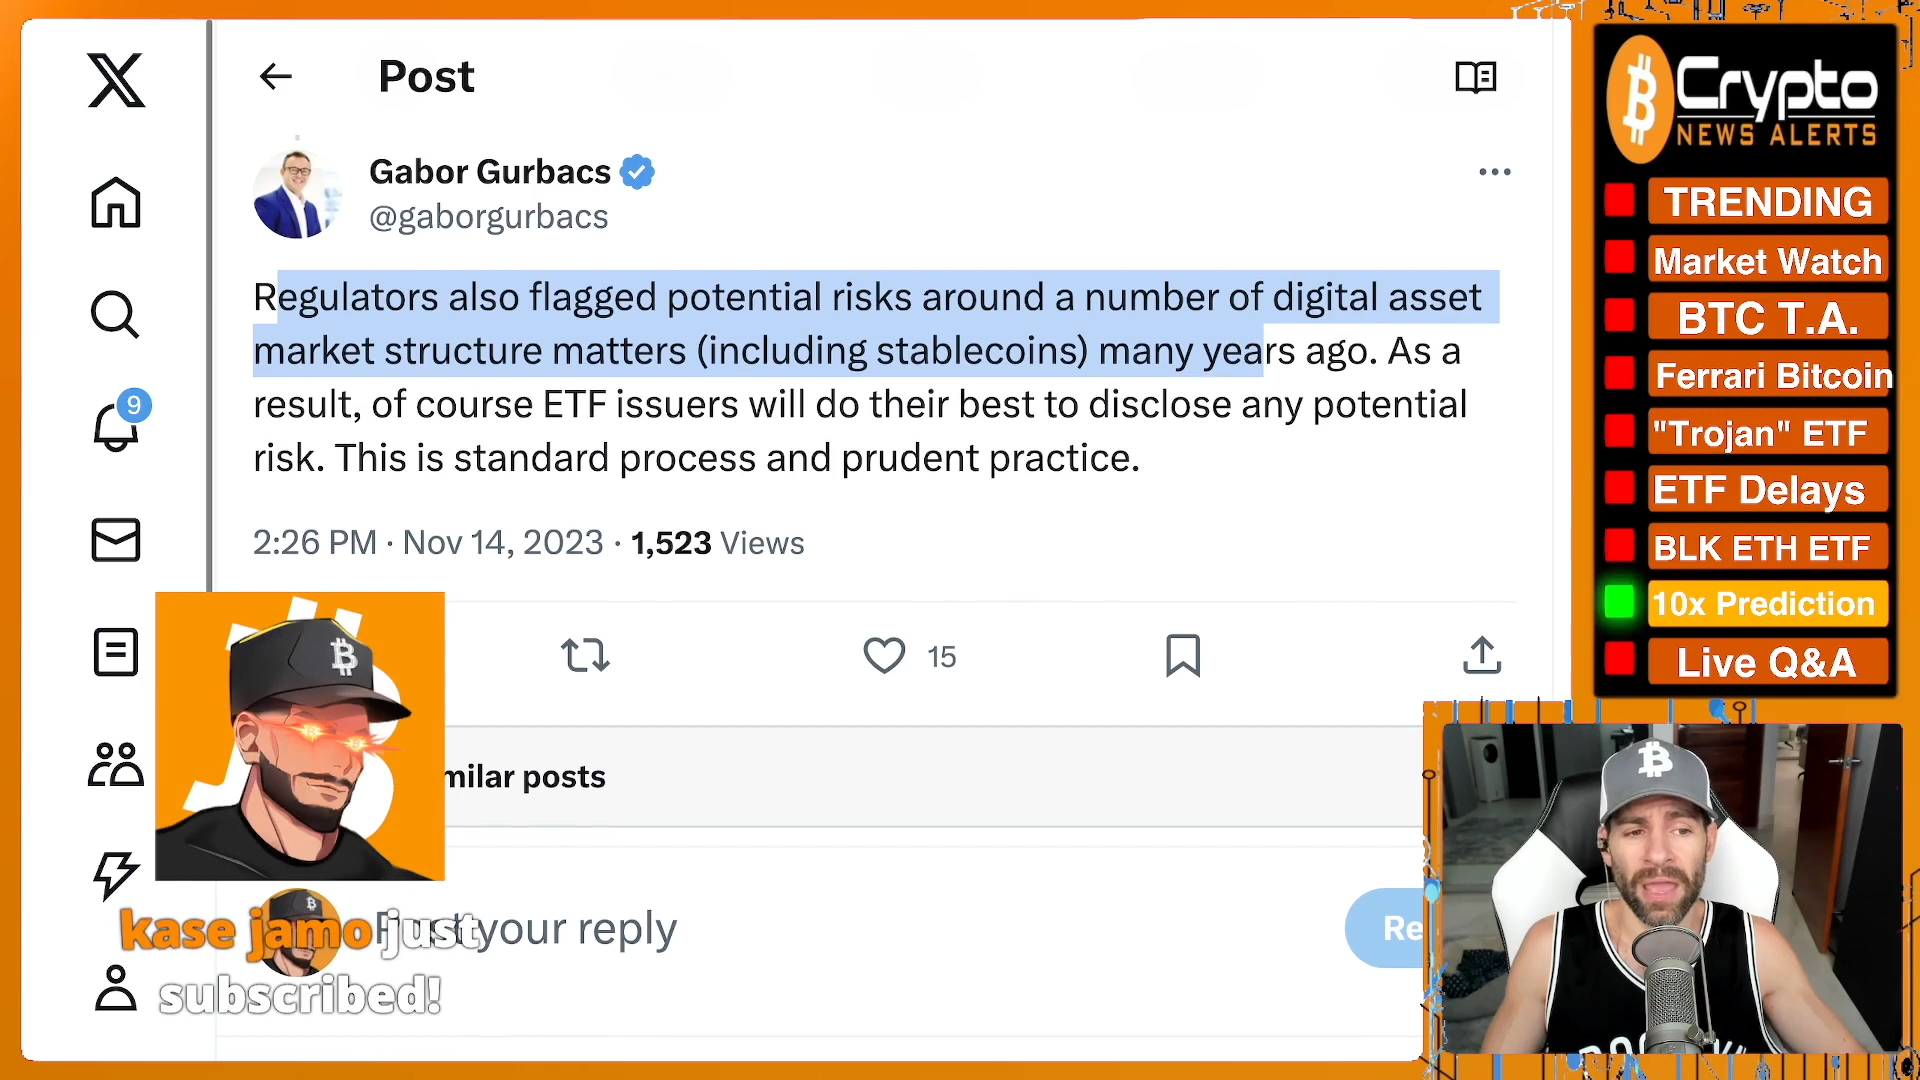 Post
Gabor Gurbacs
@gaborgurbacs
Regulators also flagged potential risks around a number of digital asset
market structure matters (including stablecoins) many years ago. As a
result, of course ETF issuers will do their best to disclose any potential
risk. This is standard process and prudent practice.
2:26 PM · Nov 14, 2023 · 1,523 Views
15
milar posts
your reply
Re
9
kase jamo just
subscribed!
Crypto
NEWS ALERTS
TRENDING
Market Watch
BTC T.A.
Ferrari Bitcoin
"Trojan" ETF
ETF Delays
BLK ETH ETF
10x Prediction
Live Q&A